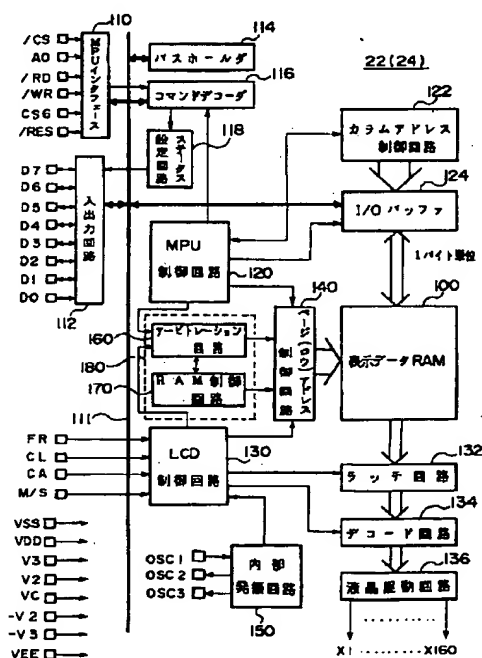 22(24)
110
/CS
A0
/RD
/WR
CS6
/RES
MPUインタフェース
114
バスホールダ
116
コマンドデコーダ
118
ステータス
設定回路
122
カラムアドレス
制御回路
124
I/Oバッファ
D7
D6
D5
D4
D3
D2
D1
D0
入出力回路
112
MPU
制御回路
120
1バイト単位
140
100
160
アービトレーション
回路
180
170
RAM制御
回路
ページ(ロウ)アドレス
制御回路
表示データRAM
111
FR
CL
CA
M/S
LCD
制御回路
130
132
ラッチ回路
134
デコード回路
136
液晶駆動回路
VSS
VDD
V3
V2
VC
-V2
-V3
VEE
OSC1
OSC2
OSC3
内部
発振回路
150
X1 ......... X160